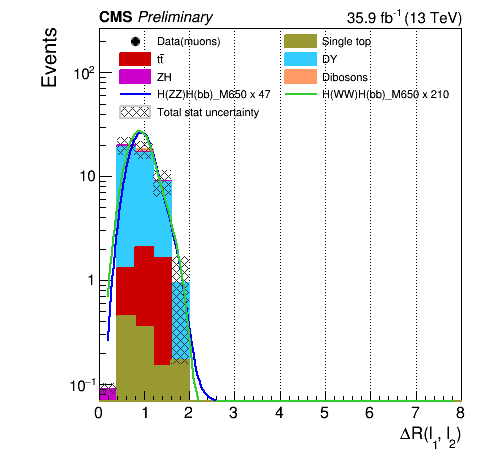 CMS Preliminary 35.9 fb⁻¹ (13 TeV)
Events
Data(muons) Single top
tt̄ DY
ZH Dibosons
H(ZZ)H(bb)_M650 x 47 H(WW)H(bb)_M650 x 210
Total stat uncertainty
10²
10
1
10⁻¹
0 1 2 3 4 5 6 7 8
ΔR(l₁, l₂)